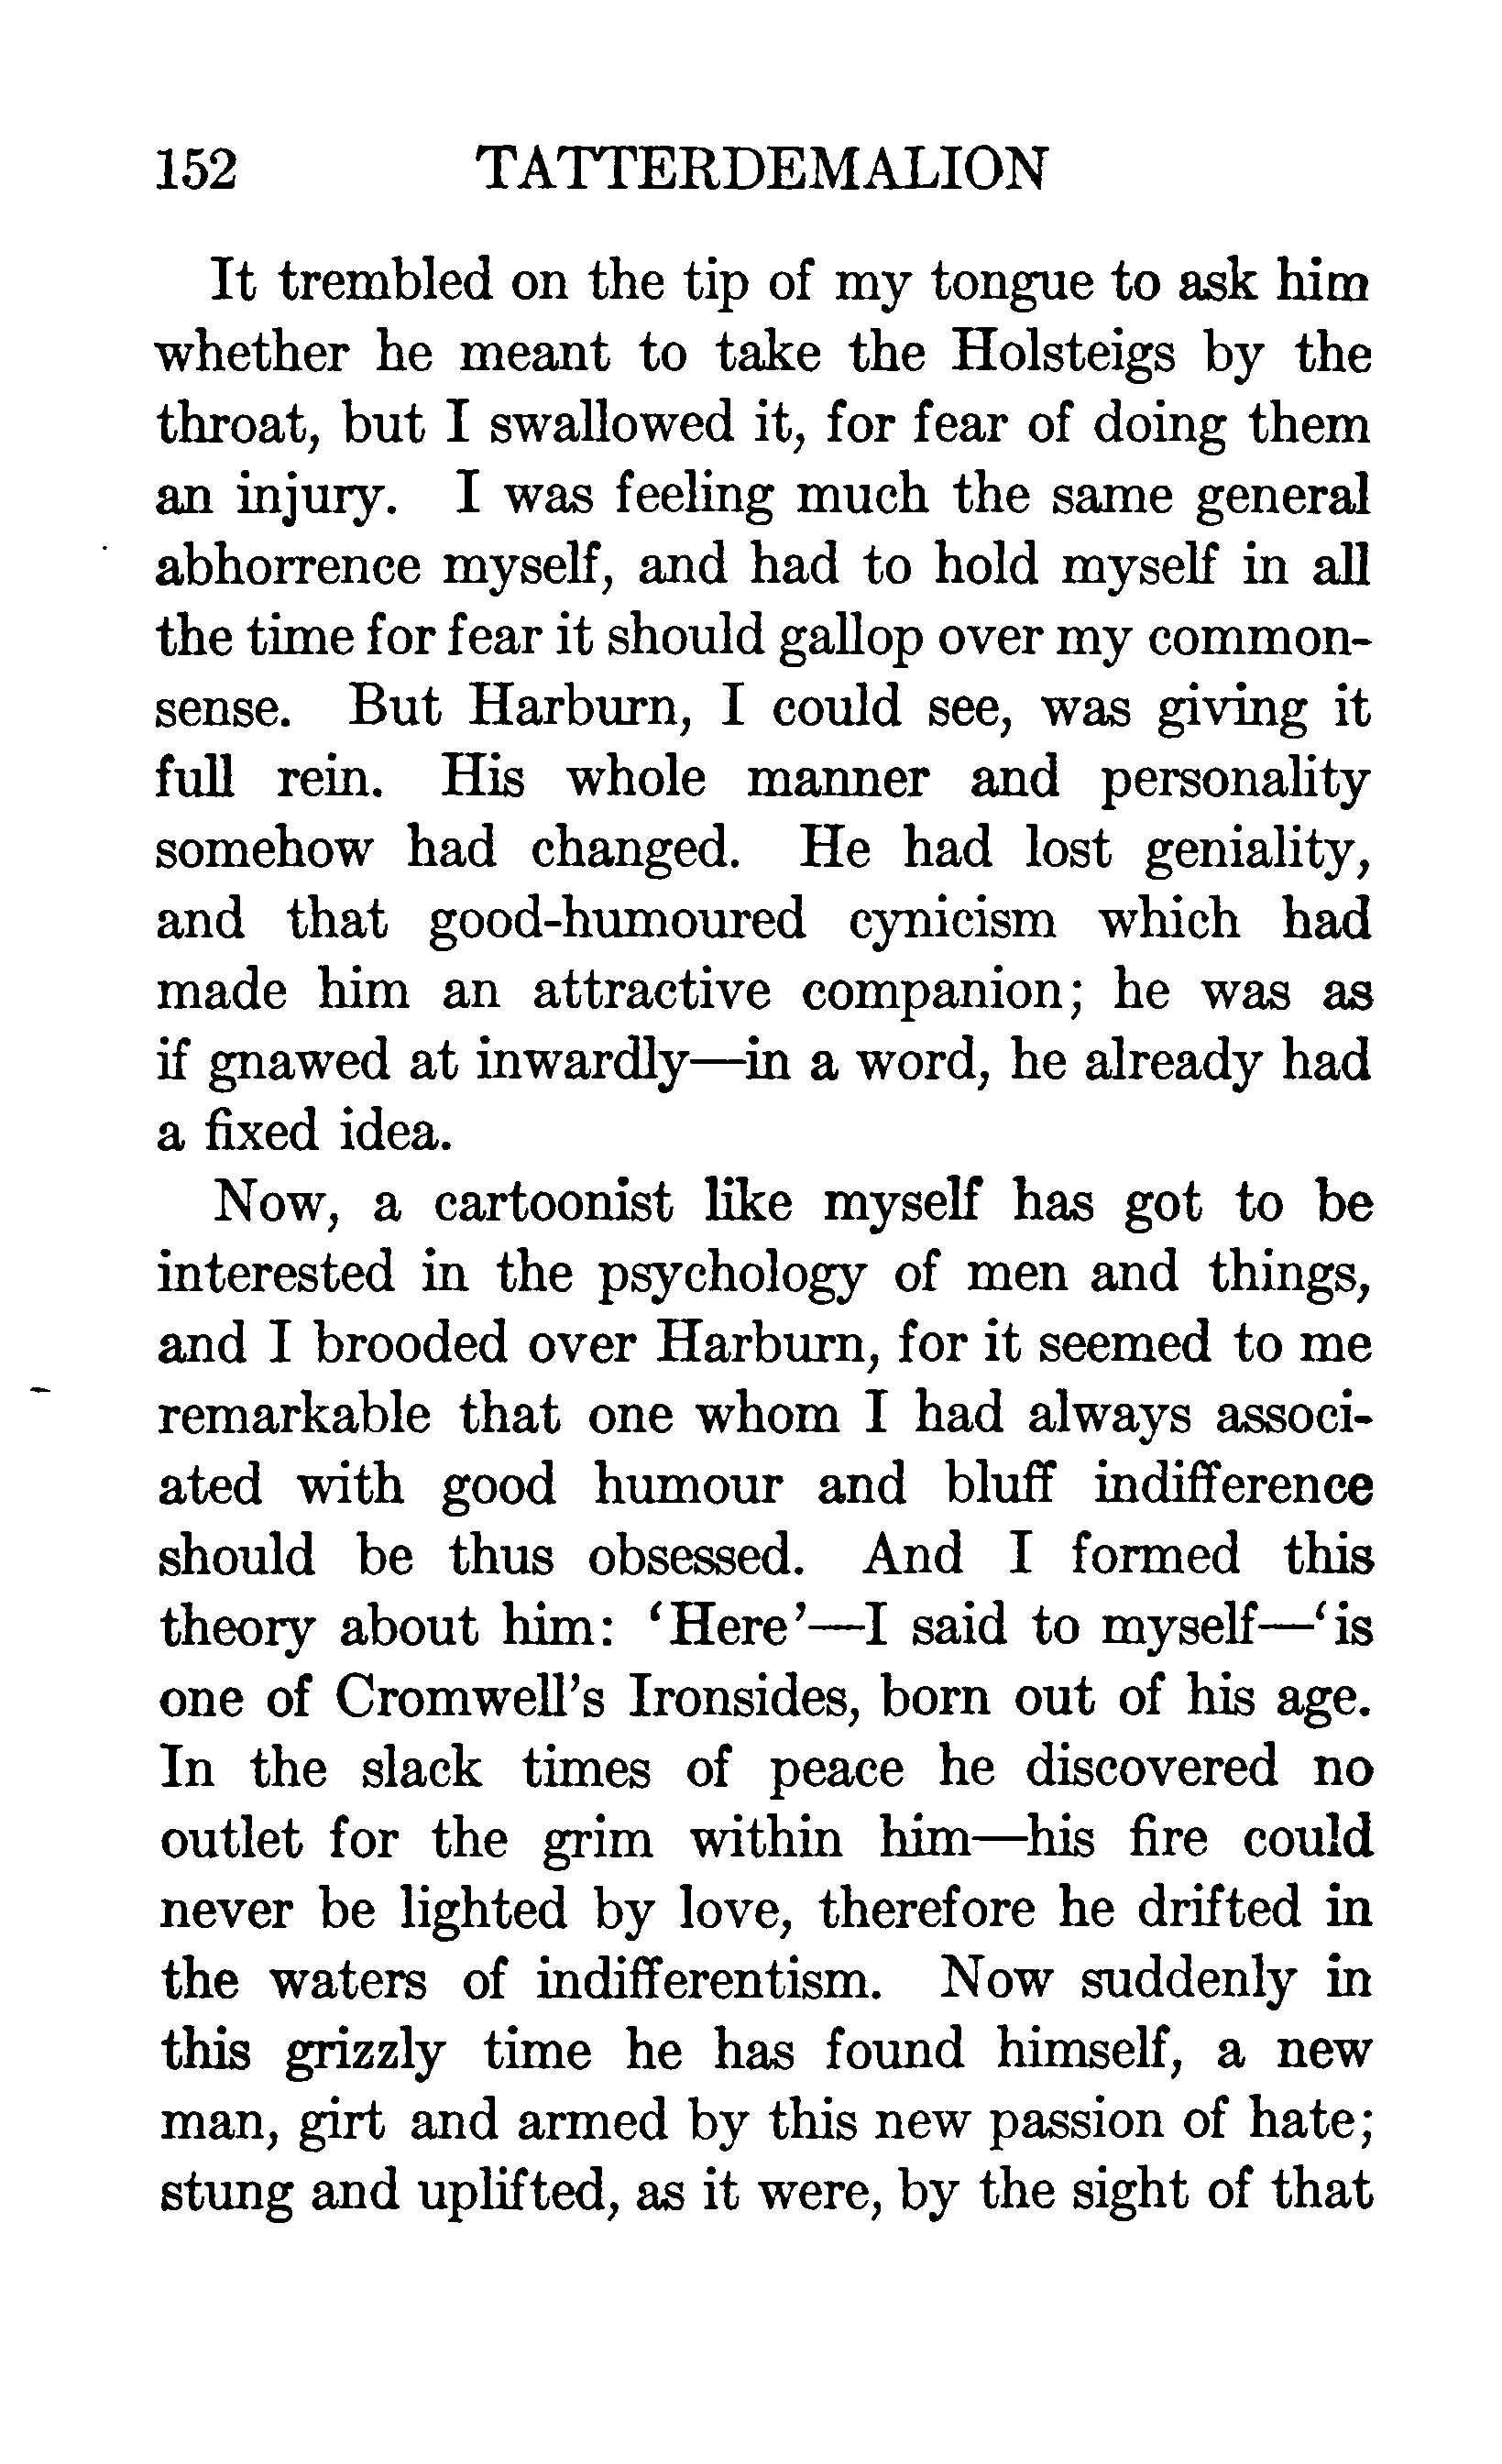 152 TATTERDEMALION
It trembled on the tip of my tongue to ask him
whether he meant to take the Holsteigs by the
throat, but I swallowed it, for fear of doing them
an injury. I was feeling much the same general
abhorrence myself, and had to hold myself in all
the time for fear it should gallop over my common-
sense. But Harburn, I could see, was giving it
full rein. His whole manner and personality
somehow had changed. He had lost geniality,
and that good-humoured cynicism which had
made him an attractive companion; he was as
if gnawed at inwardly—in a word, he already had
a fixed idea.
Now, a cartoonist like myself has got to be
interested in the psychology of men and things,
and I brooded over Harburn, for it seemed to me
remarkable that one whom I had always associ-
ated with good humour and bluff indifference
should be thus obsessed. And I formed this
theory about him: ‘Here’—I said to myself—‘is
one of Cromwell’s Ironsides, born out of his age.
In the slack times of peace he discovered no
outlet for the grim within him—his fire could
never be lighted by love, therefore he drifted in
the waters of indifferentism. Now suddenly in
this grizzly time he has found himself, a new
man, girt and armed by this new passion of hate;
stung and uplifted, as it were, by the sight of that